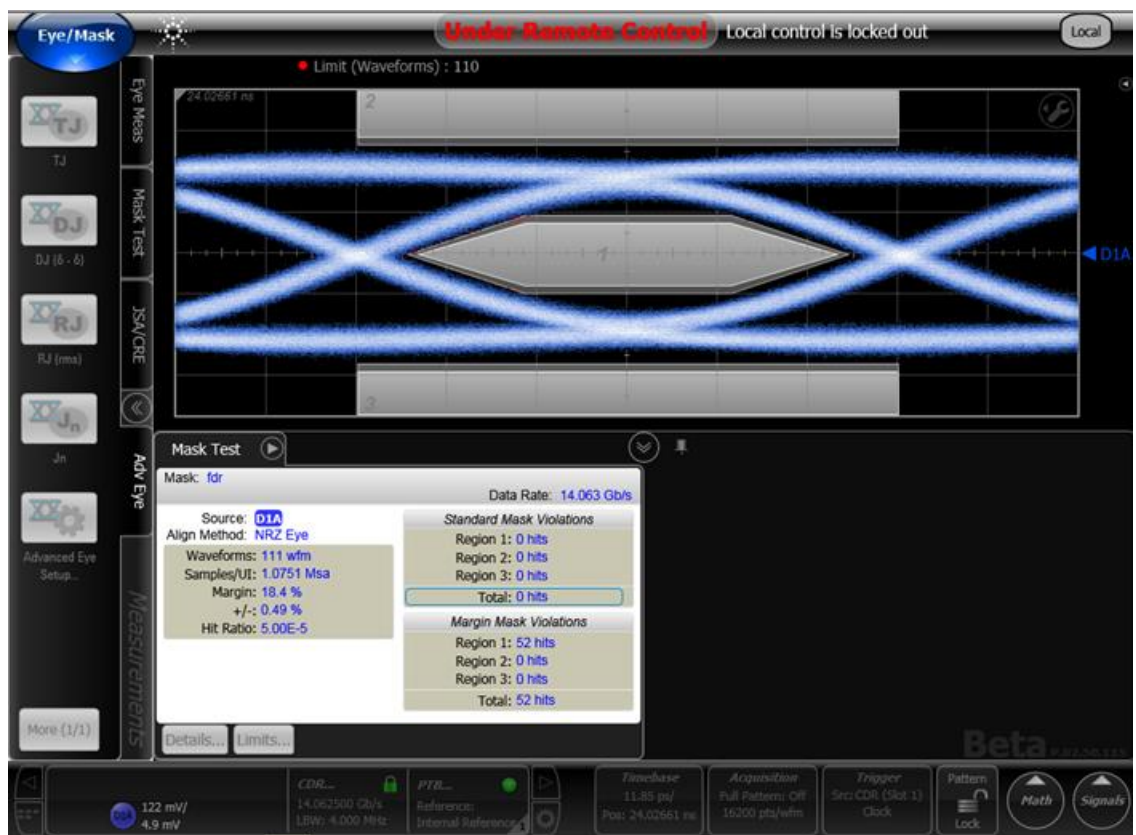 Eye/Mask
Under Remote Control
Local control is locked out
Local
Limit (Waveforms) : 110
24.02661 ns
2
1
3
D1A
TJ
TJ
DJ
DJ (δ - δ)
RJ
RJ (rms)
Jn
Jn
Advanced Eye
Setup...
More (1/1)
Eye Meas
Mask Test
JSA/CRE
Adv Eye
Measurements
Mask Test
Mask: fdr
Data Rate: 14.063 Gb/s
Source: D1A
Align Method: NRZ Eye
Waveforms: 111 wfm
Samples/UI: 1.0751 Msa
Margin: 18.4 %
+/-: 0.49 %
Hit Ratio: 5.00E-5
Standard Mask Violations
Region 1: 0 hits
Region 2: 0 hits
Region 3: 0 hits
Total: 0 hits
Margin Mask Violations
Region 1: 52 hits
Region 2: 0 hits
Region 3: 0 hits
Total: 52 hits
Details...
Limits...
Beta
D1A
122 mV/
4.9 mV
CDR...
14.062500 Gb/s
LBW: 4.000 MHz
PTB...
Reference:
Internal Reference
1
Timebase
11.85 ps/
Pos: 24.02661 ns
Acquisition
Full Pattern: Off
16200 pts/wfm
Trigger
Src: CDR (Slot 1)
Clock
Pattern
Lock
Math
Signals